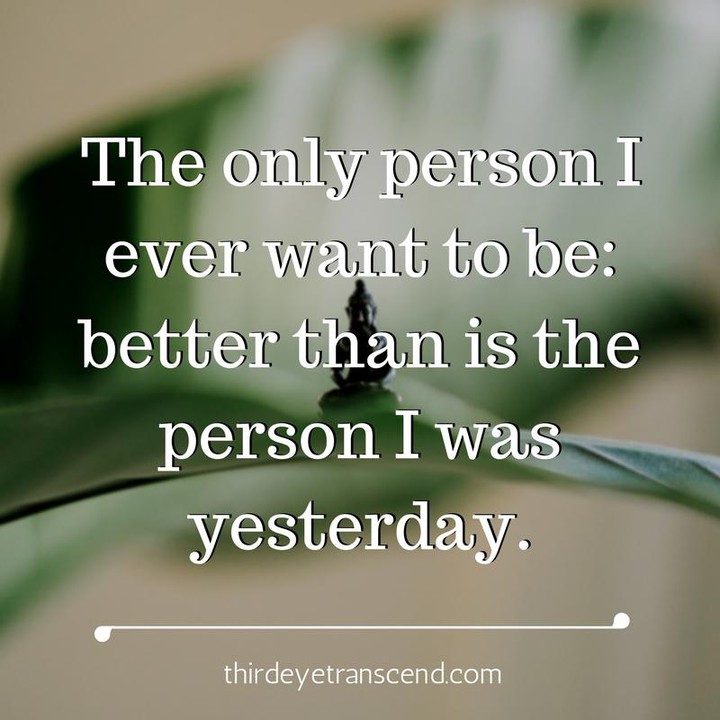 The only person I
ever want to be:
better than is the
person I was
yesterday.
thirdeyetranscend.com